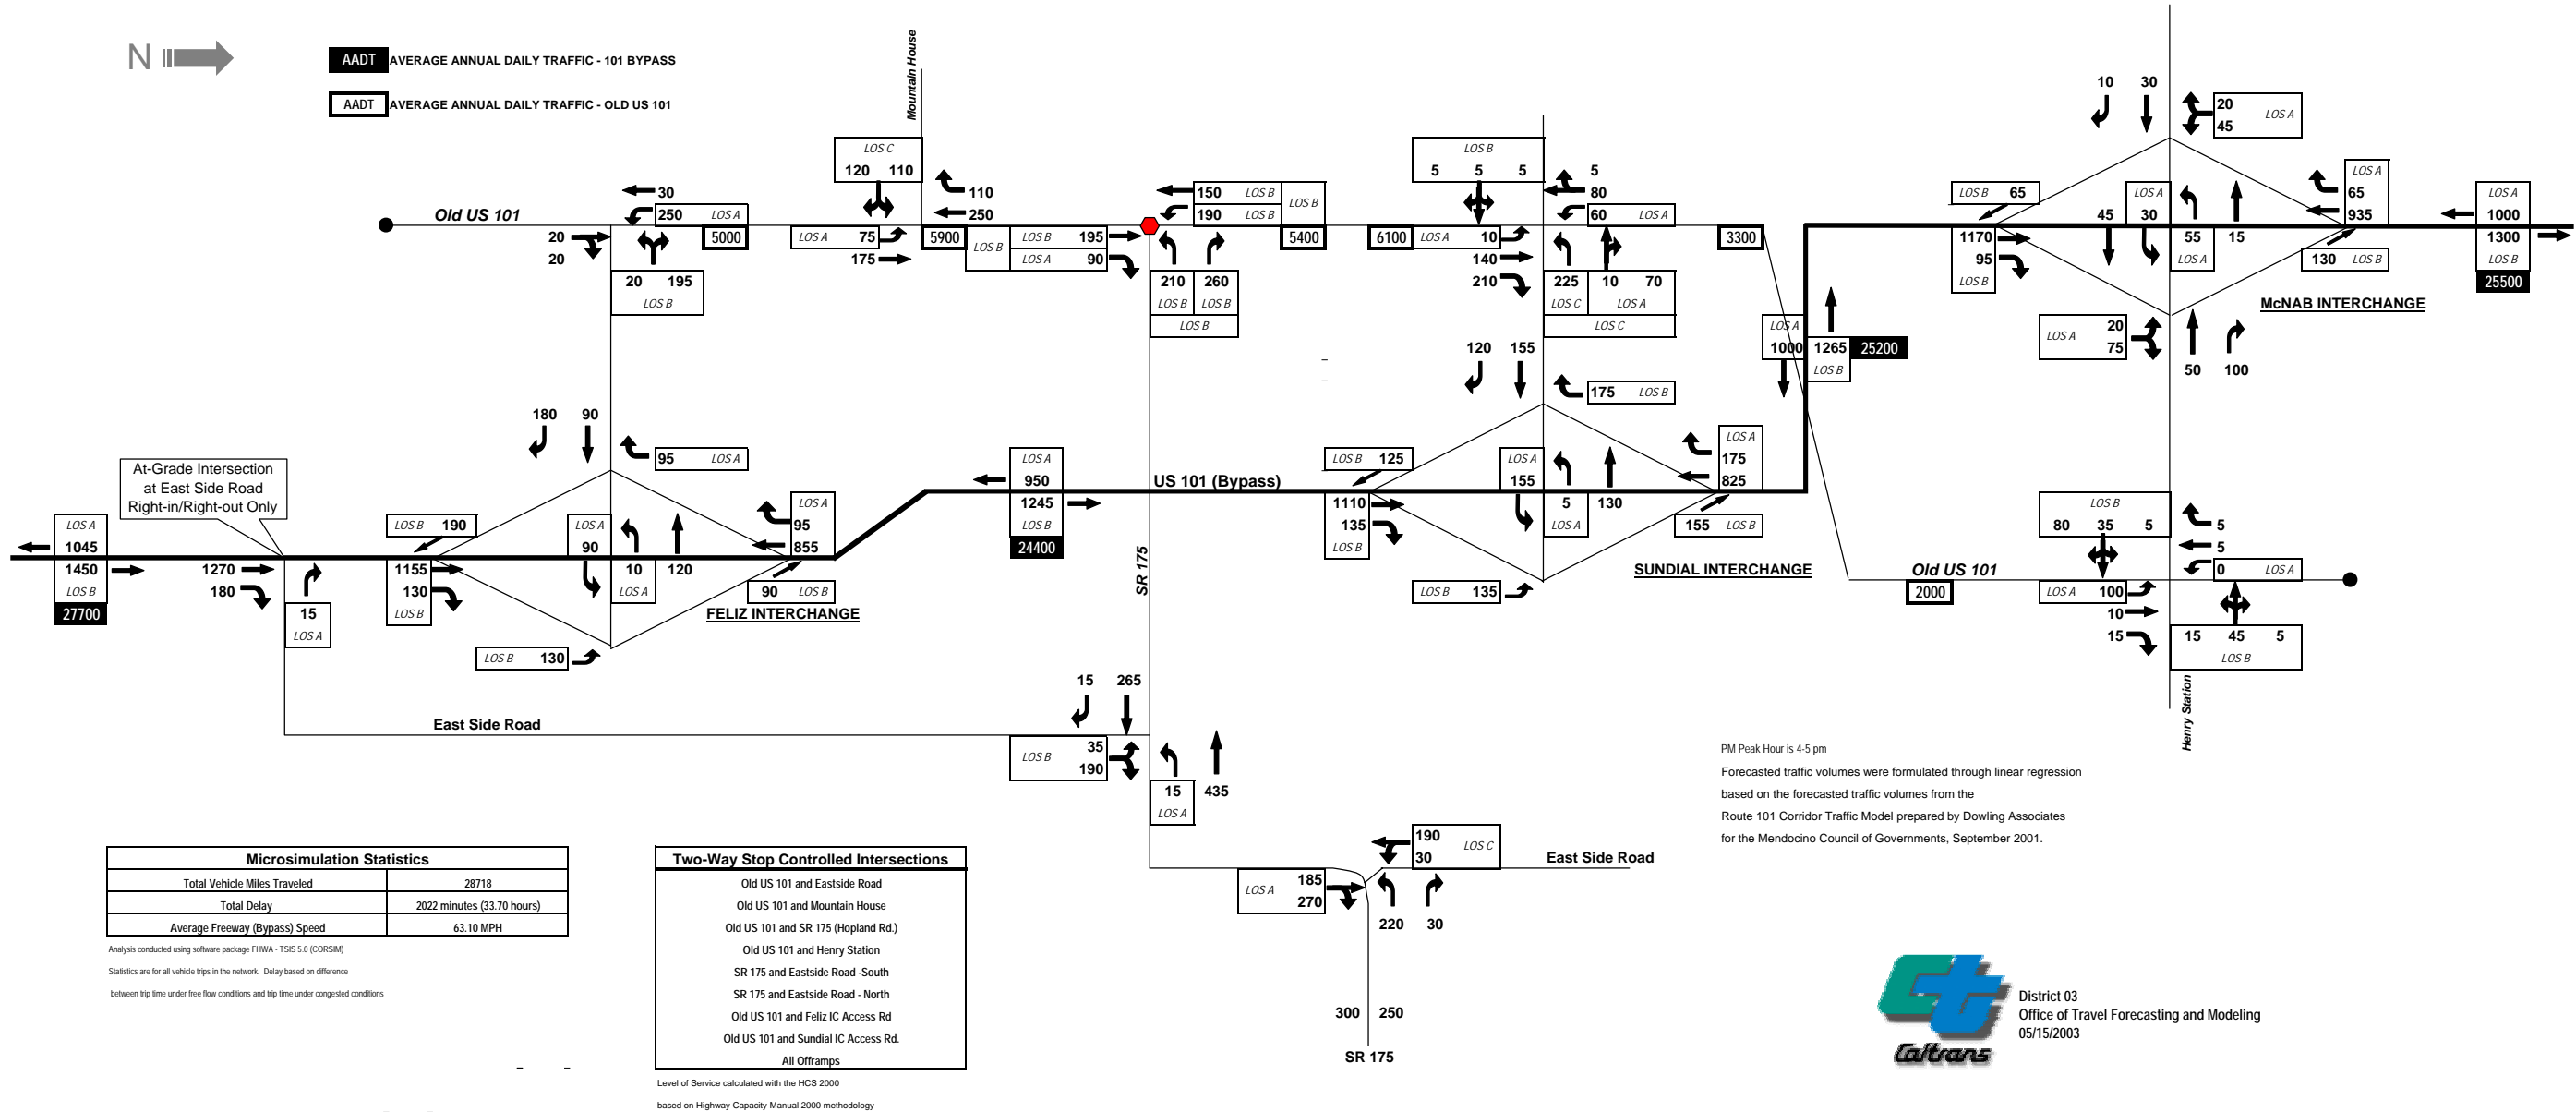 N
AADT AVERAGE ANNUAL DAILY TRAFFIC - 101 BYPASS
AADT AVERAGE ANNUAL DAILY TRAFFIC - OLD US 101
Mountain House
LOS C
120 110
110
250
30
250 LOS A
Old US 101
5000
20
20
20 195
LOS B
LOS A 75
175
5900
LOS B
LOS B 195
LOS A 90
150 LOS B
190 LOS B
LOS B
5400
210 260
LOS B LOS B
LOS B
LOS B
5 5 5
5
80
60 LOS A
6100
LOS A 10
140
210
225 10 70
LOS C LOS A
LOS C
3300
10 30
20
45
LOS A
LOS B 65
1170
95
LOS B
LOS A
45 30
55 15
LOS A
LOS A
65
935
130 LOS B
LOS A
1000
1300
LOS B
25500
McNAB INTERCHANGE
LOS A
20
75
50 100
LOS A
1000
1265
LOS B
25200
At-Grade Intersection
at East Side Road
Right-in/Right-out Only
LOS A
1045
1450
LOS B
27700
1270
180
15
LOS A
180 90
95 LOS A
LOS B 190
1155
130
LOS B
LOS A
90
10 120
LOS A
LOS A
95
855
90 LOS B
FELIZ INTERCHANGE
LOS B 130
LOS A
950
1245
LOS B
24400
US 101 (Bypass)
SR 175
120 155
175 LOS B
LOS B 125
1110
135
LOS B
LOS A
155
5 130
LOS A
LOS A
175
825
155 LOS B
SUNDIAL INTERCHANGE
LOS B 135
Old US 101
2000
LOS B
80 35 5
5
5
0 LOS A
LOS A 100
10
15
15 45 5
LOS B
Henry Station
East Side Road
15 265
LOS B
35
190
15 435
LOS A
LOS A
185
270
190
30
LOS C
East Side Road
220 30
300 250
SR 175
PM Peak Hour is 4-5 pm
Forecasted traffic volumes were formulated through linear regression
based on the forecasted traffic volumes from the
Route 101 Corridor Traffic Model prepared by Dowling Associates
for the Mendocino Council of Governments, September 2001.
Microsimulation Statistics
Total Vehicle Miles Traveled 28718
Total Delay 2022 minutes (33.70 hours)
Average Freeway (Bypass) Speed 63.10 MPH
Analysis conducted using software package FHWA - TSIS 5.0 (CORSIM)
Statistics are for all vehicle trips in the network. Delay based on difference
between trip time under free flow conditions and trip time under congested conditions
Two-Way Stop Controlled Intersections
Old US 101 and Eastside Road
Old US 101 and Mountain House
Old US 101 and SR 175 (Hopland Rd.)
Old US 101 and Henry Station
SR 175 and Eastside Road -South
SR 175 and Eastside Road - North
Old US 101 and Feliz IC Access Rd
Old US 101 and Sundial IC Access Rd.
All Offramps
Level of Service calculated with the HCS 2000
based on Highway Capacity Manual 2000 methodology
ct
Caltrans
District 03
Office of Travel Forecasting and Modeling
05/15/2003